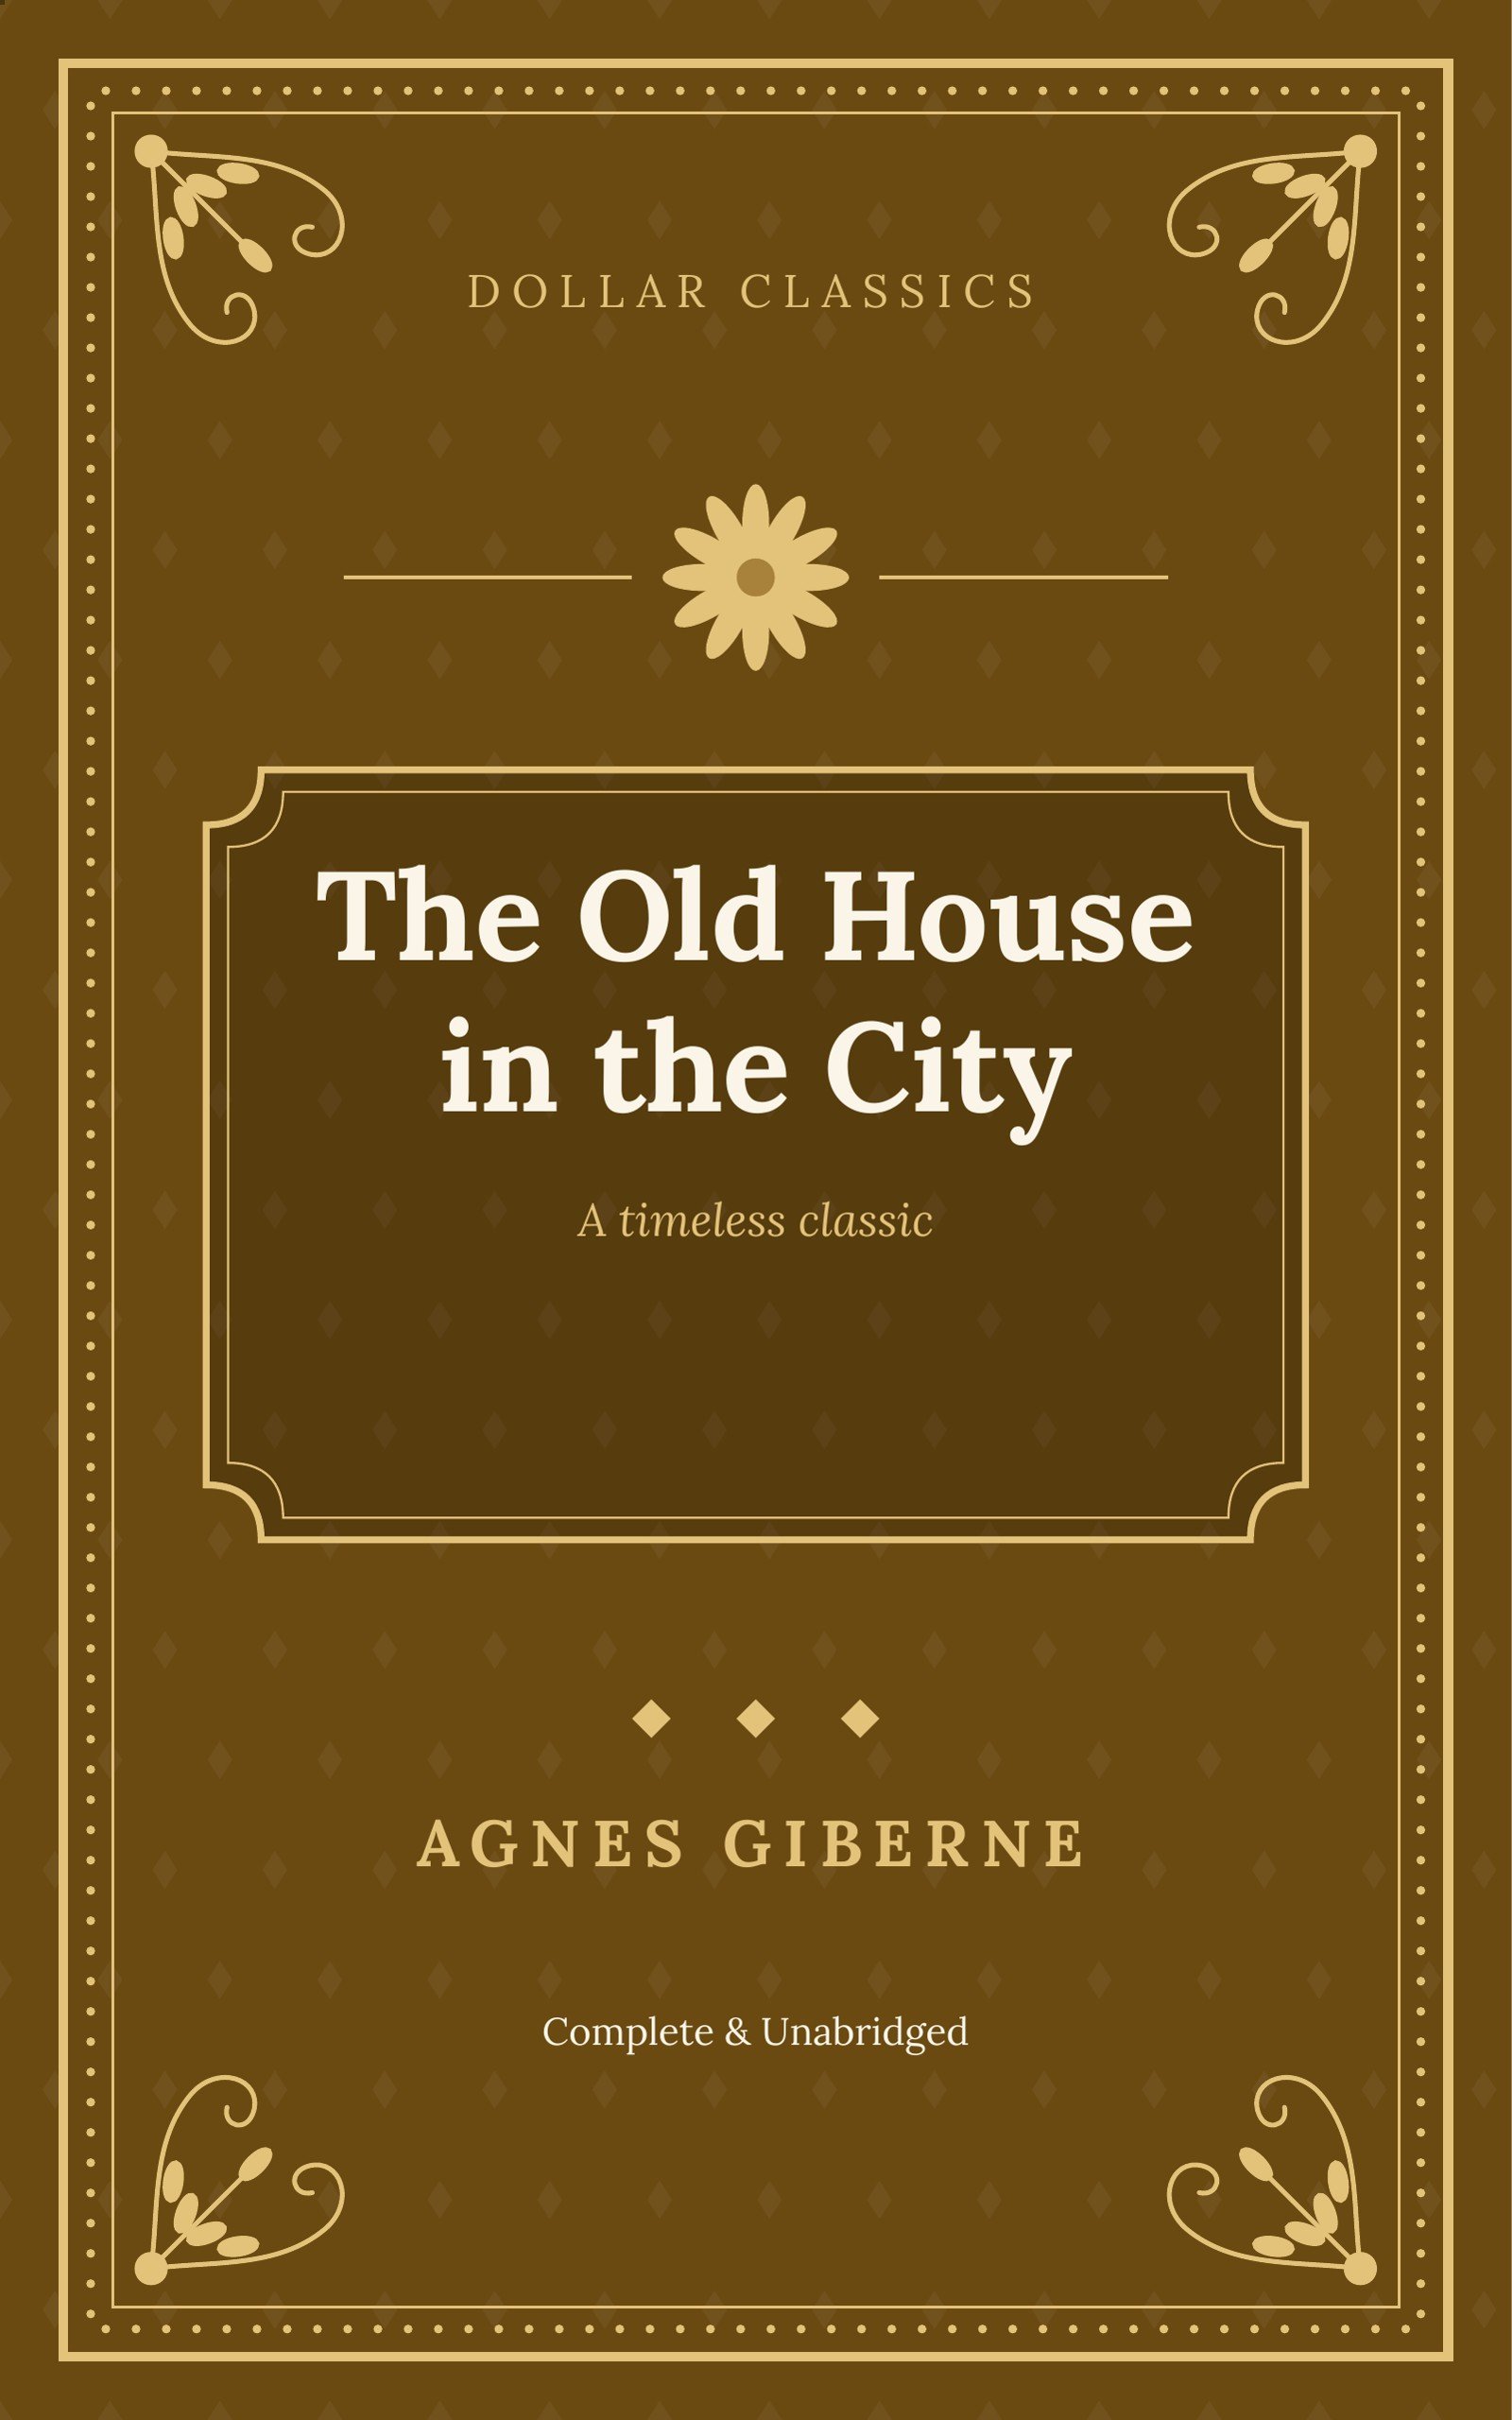 DOLLAR CLASSICS
The Old House
in the City
A timeless classic
AGNES GIBERNE
Complete & Unabridged